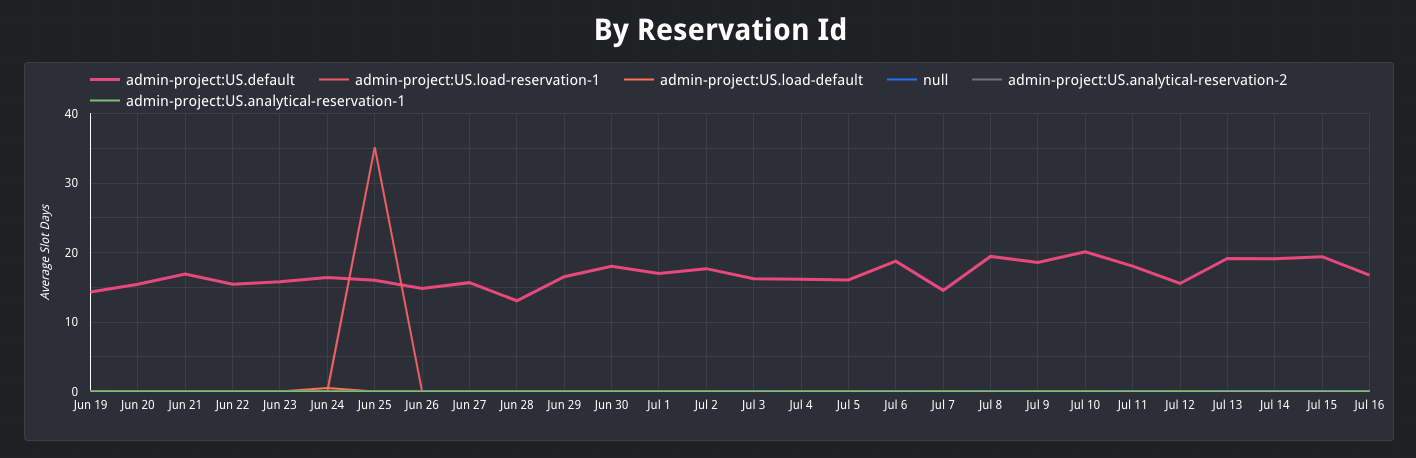 By Reservation Id
admin-project:US.default admin-project:US.load-reservation-1 admin-project:US.load-default null admin-project:US.analytical-reservation-2
admin-project:US.analytical-reservation-1
40
30
20
10
0
Average Slot Days
Jun 19 Jun 20 Jun 21 Jun 22 Jun 23 Jun 24 Jun 25 Jun 26 Jun 27 Jun 28 Jun 29 Jun 30 Jul 1 Jul 2 Jul 3 Jul 4 Jul 5 Jul 6 Jul 7 Jul 8 Jul 9 Jul 10 Jul 11 Jul 12 Jul 13 Jul 14 Jul 15 Jul 16